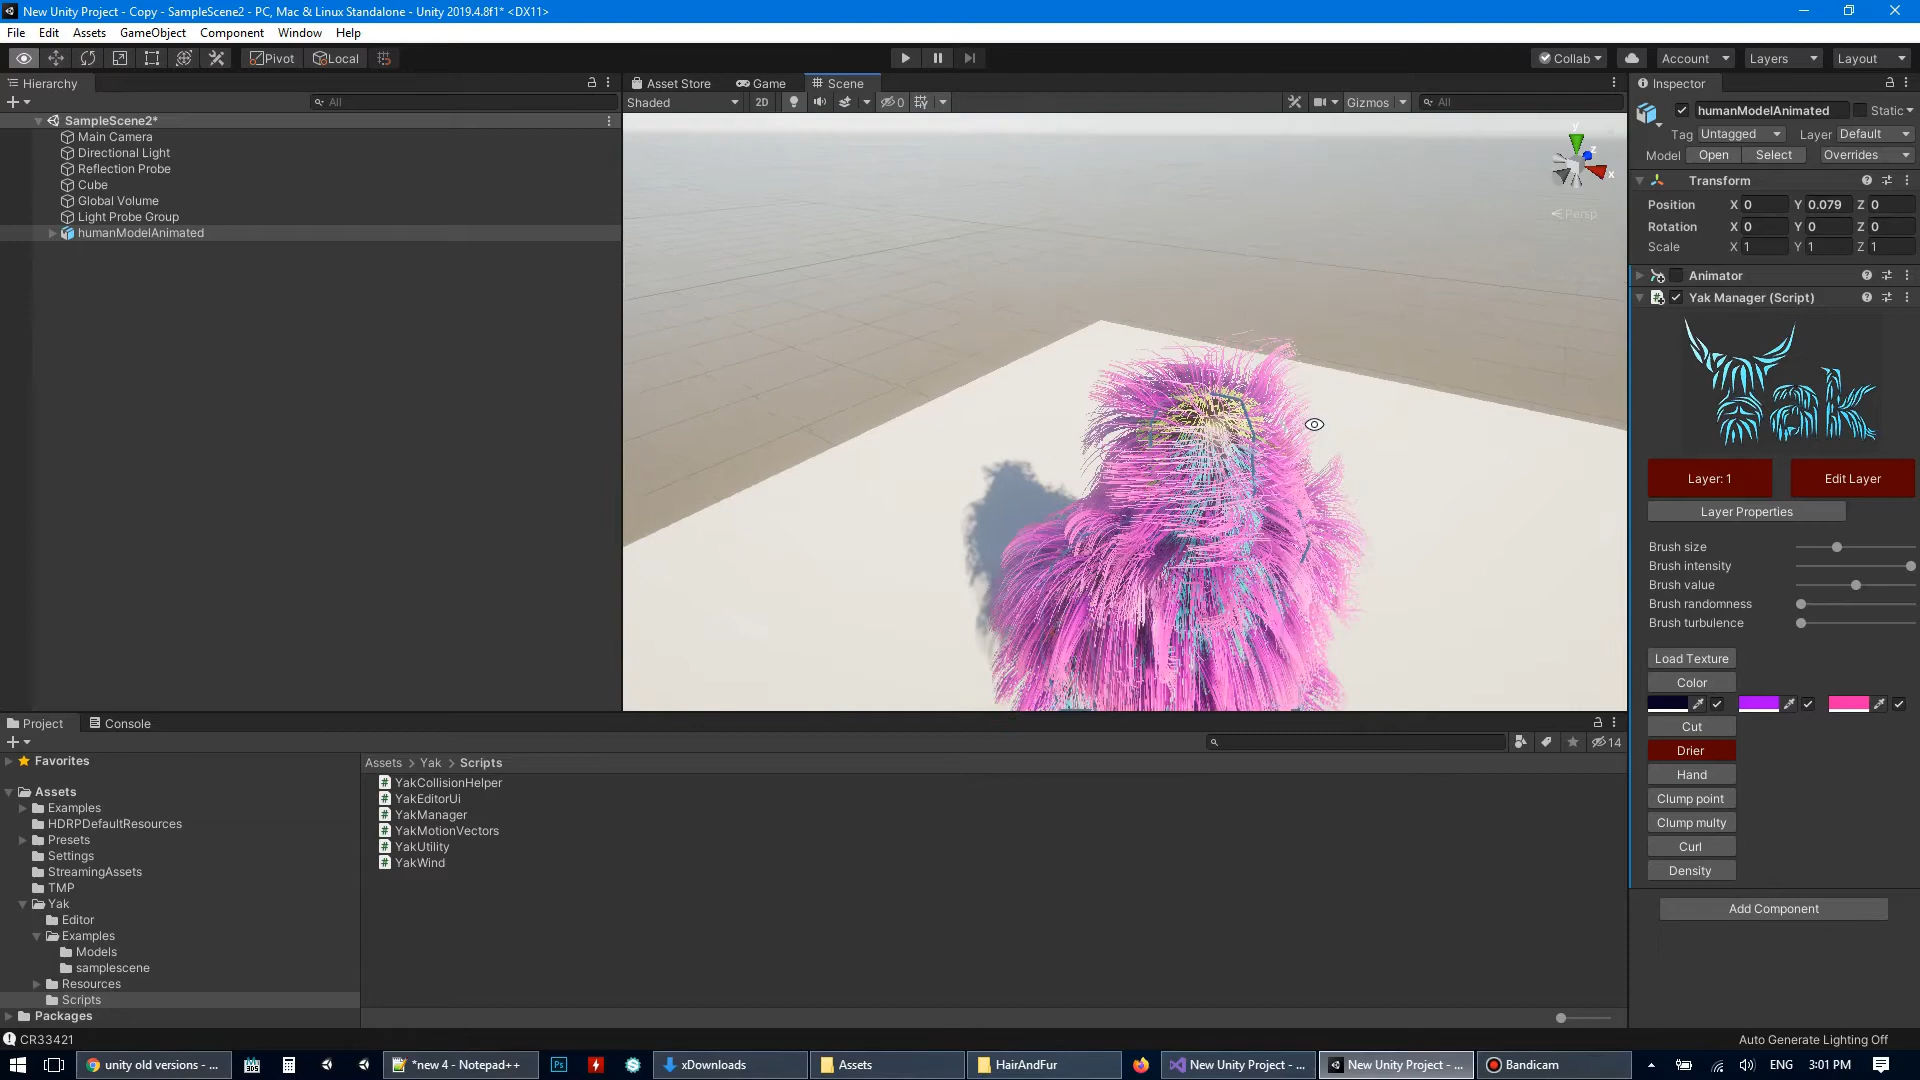 New Unity Project - Copy - SampleScene2 - PC, Mac & Linux Standalone - Unity 2019.4.8f1* <DX11>
File Edit Assets GameObject Component Window Help
Pivot Local Collab Account Layers Layout
Hierarchy Asset Store Game Scene Inspector
All Shaded 2D 0 Gizmos All
humanModelAnimated Static
SampleScene2*
Main Camera
Directional Light
Reflection Probe
Cube
Global Volume
Light Probe Group
humanModelAnimated
y
z
x
Persp
Tag Untagged Layer Default
Model Open Select Overrides
Transform
Position X 0 Y 0.079 Z 0
Rotation X 0 Y 0 Z 0
Scale X 1 Y 1 Z 1
Animator
Yak Manager (Script)
Yak
Layer: 1 Edit Layer
Layer Properties
Brush size
Brush intensity
Brush value
Brush randomness
Brush turbulence
Load Texture
Color
Cut
Drier
Hand
Clump point
Clump multy
Curl
Density
Add Component
Project Console
14
Favorites
Assets
Examples
HDRPDefaultResources
Presets
Settings
StreamingAssets
TMP
Yak
Editor
Examples
Models
samplescene
Resources
Scripts
Packages
Assets > Yak > Scripts
YakCollisionHelper
YakEditorUi
YakManager
YakMotionVectors
YakUtility
YakWind
CR33421 Auto Generate Lighting Off
unity old versions - ... *new 4 - Notepad++ Ps xDownloads Assets HairAndFur New Unity Project - ... New Unity Project - ... Bandicam ENG 3:01 PM